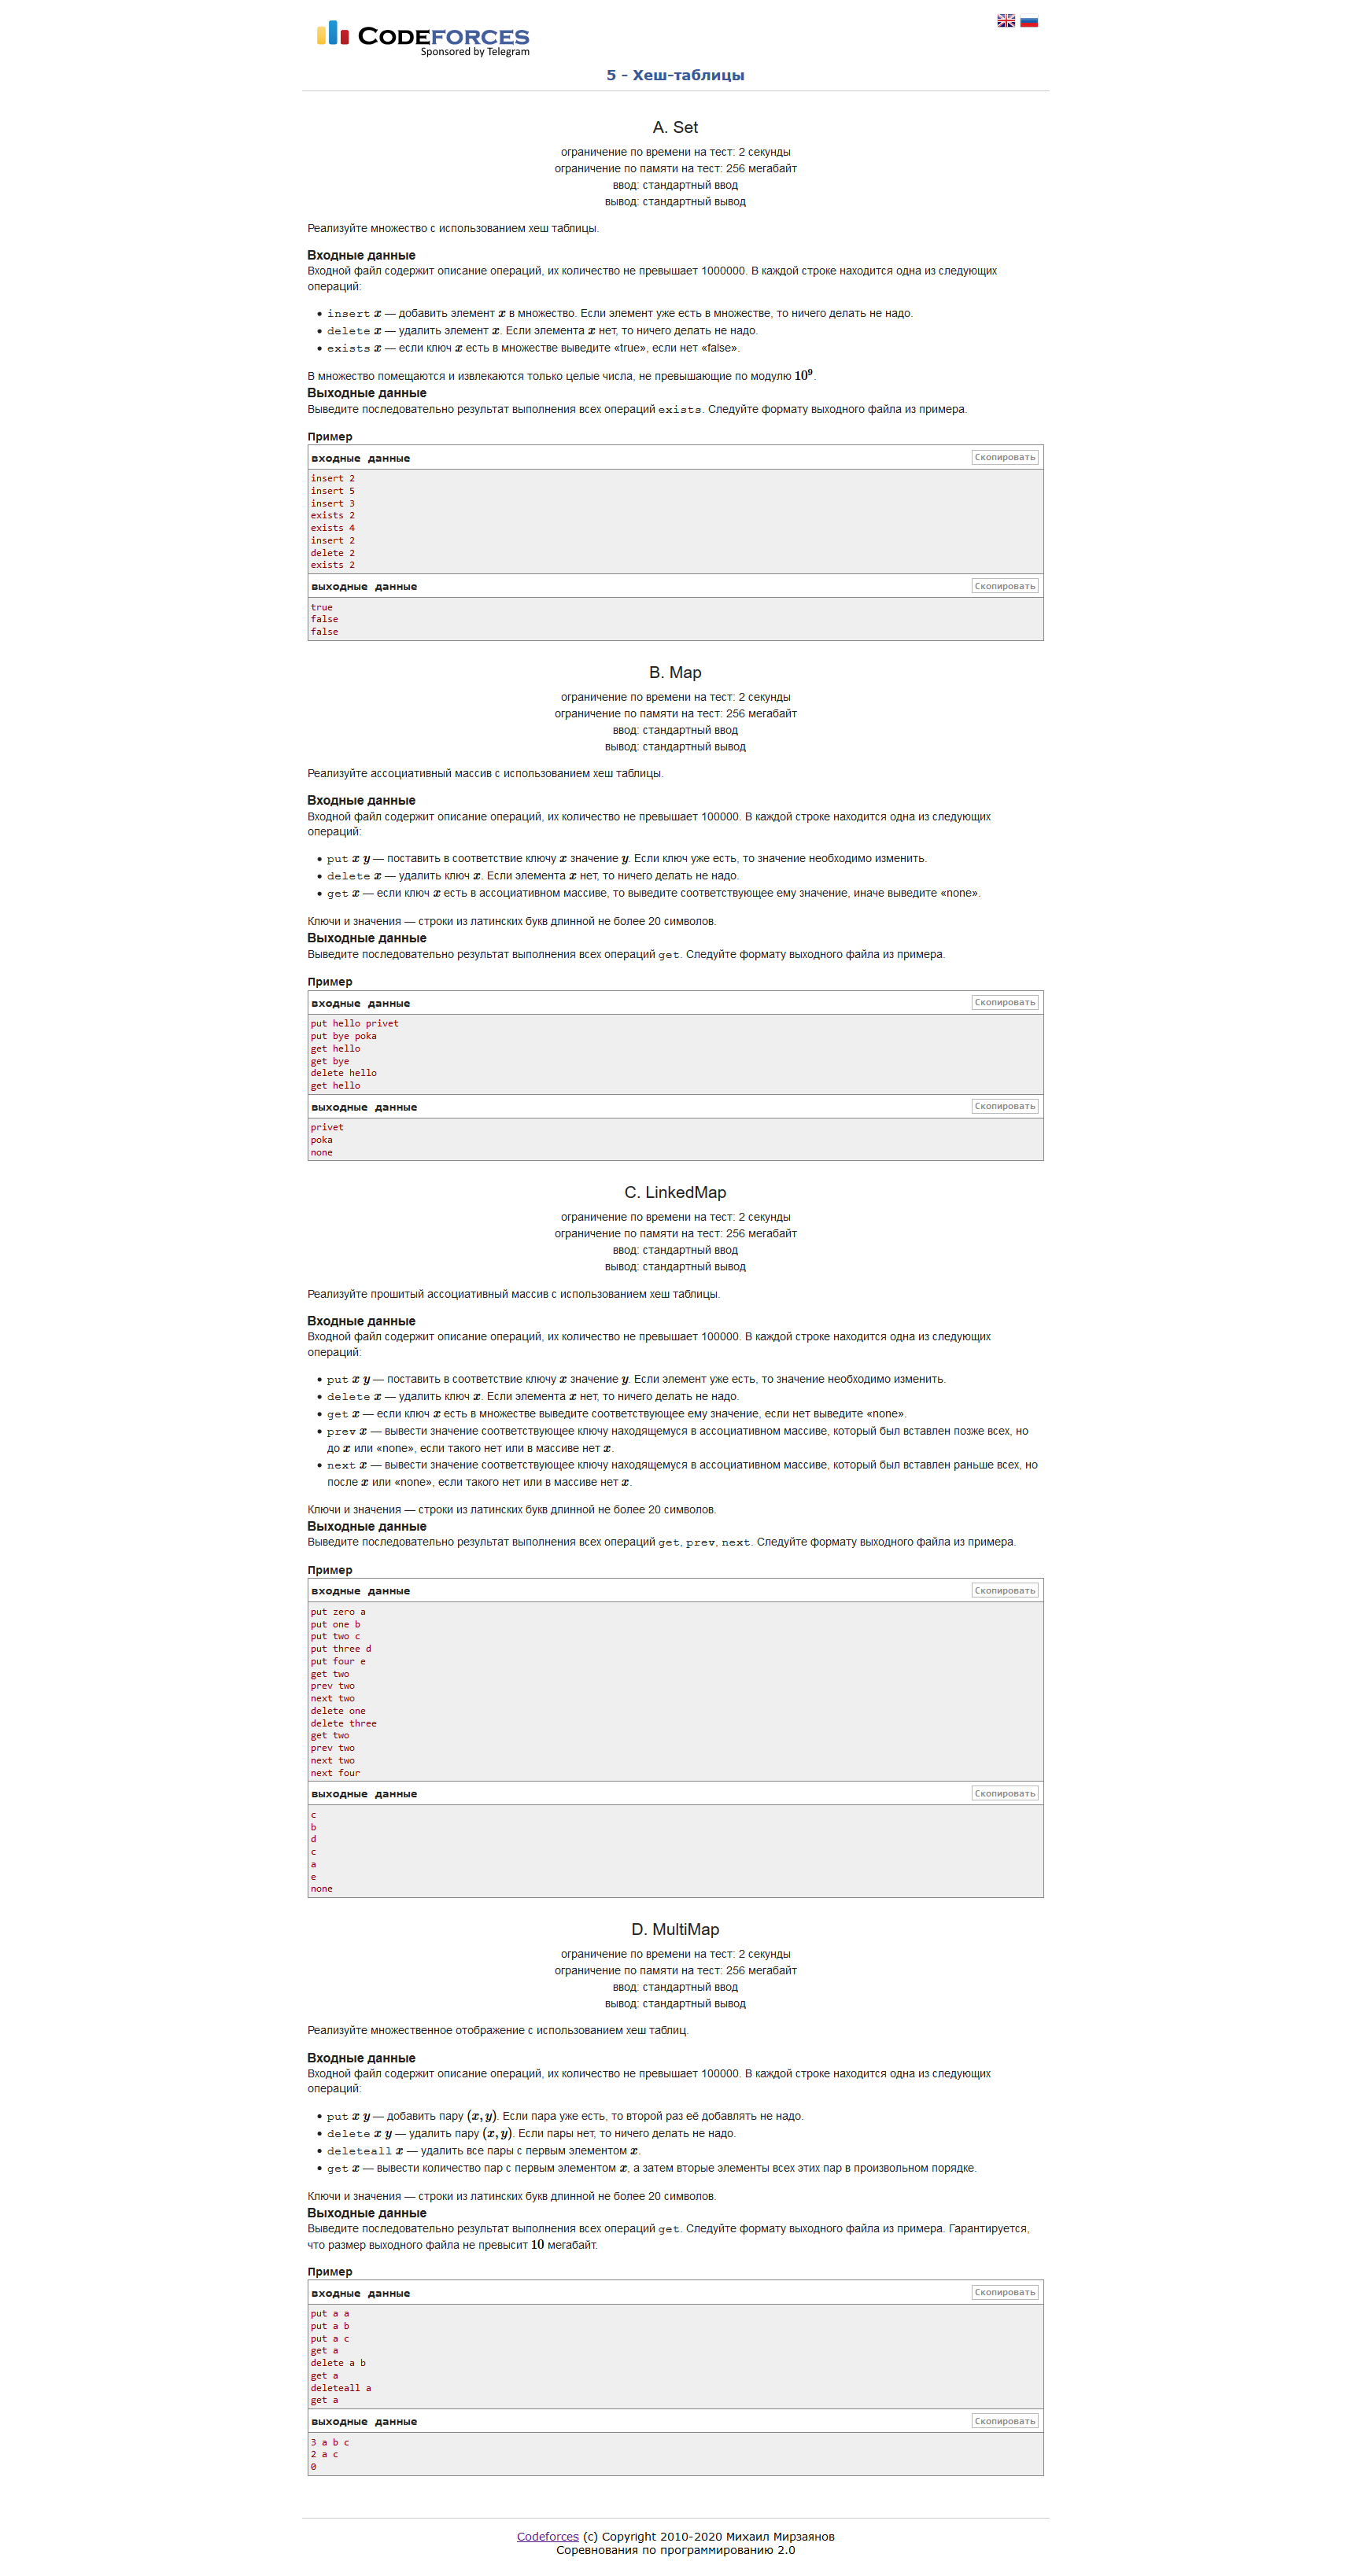 CODEFORCES
Sponsored by Telegram
5 - Хеш-таблицы
A. Set
ограничение по времени на тест: 2 секунды
ограничение по памяти на тест: 256 мегабайт
ввод: стандартный ввод
вывод: стандартный вывод
Реализуйте множество с использованием хеш таблицы.
Входные данные
Входной файл содержит описание операций, их количество не превышает 1000000. В каждой строке находится одна из следующих
операций:
• insert x — добавить элемент x в множество. Если элемент уже есть в множестве, то ничего делать не надо.
• delete x — удалить элемент x. Если элемента x нет, то ничего делать не надо.
• exists x — если ключ x есть в множестве выведите «true», если нет «false».
В множество помещаются и извлекаются только целые числа, не превышающие по модулю 10⁹.
Выходные данные
Выведите последовательно результат выполнения всех операций exists. Следуйте формату выходного файла из примера.
Пример
входные данные Скопировать
insert 2
insert 5
insert 3
exists 2
exists 4
insert 2
delete 2
exists 2
выходные данные Скопировать
true
false
false
B. Map
ограничение по времени на тест: 2 секунды
ограничение по памяти на тест: 256 мегабайт
ввод: стандартный ввод
вывод: стандартный вывод
Реализуйте ассоциативный массив с использованием хеш таблицы.
Входные данные
Входной файл содержит описание операций, их количество не превышает 100000. В каждой строке находится одна из следующих
операций:
• put x y — поставить в соответствие ключу x значение y. Если ключ уже есть, то значение необходимо изменить.
• delete x — удалить ключ x. Если элемента x нет, то ничего делать не надо.
• get x — если ключ x есть в ассоциативном массиве, то выведите соответствующее ему значение, иначе выведите «none».
Ключи и значения — строки из латинских букв длинной не более 20 символов.
Выходные данные
Выведите последовательно результат выполнения всех операций get. Следуйте формату выходного файла из примера.
Пример
входные данные Скопировать
put hello privet
put bye poka
get hello
get bye
delete hello
get hello
выходные данные Скопировать
privet
poka
none
C. LinkedMap
ограничение по времени на тест: 2 секунды
ограничение по памяти на тест: 256 мегабайт
ввод: стандартный ввод
вывод: стандартный вывод
Реализуйте прошитый ассоциативный массив с использованием хеш таблицы.
Входные данные
Входной файл содержит описание операций, их количество не превышает 100000. В каждой строке находится одна из следующих
операций:
• put x y — поставить в соответствие ключу x значение y. Если элемент уже есть, то значение необходимо изменить.
• delete x — удалить ключ x. Если элемента x нет, то ничего делать не надо.
• get x — если ключ x есть в множестве выведите соответствующее ему значение, если нет выведите «none».
• prev x — вывести значение соответствующее ключу находящемуся в ассоциативном массиве, который был вставлен позже всех, но
до x или «none», если такого нет или в массиве нет x.
• next x — вывести значение соответствующее ключу находящемуся в ассоциативном массиве, который был вставлен раньше всех, но
после x или «none», если такого нет или в массиве нет x.
Ключи и значения — строки из латинских букв длинной не более 20 символов.
Выходные данные
Выведите последовательно результат выполнения всех операций get, prev, next. Следуйте формату выходного файла из примера.
Пример
входные данные Скопировать
put zero a
put one b
put two c
put three d
put four e
get two
prev two
next two
delete one
delete three
get two
prev two
next two
next four
выходные данные Скопировать
c
b
d
c
a
e
none
D. MultiMap
ограничение по времени на тест: 2 секунды
ограничение по памяти на тест: 256 мегабайт
ввод: стандартный ввод
вывод: стандартный вывод
Реализуйте множественное отображение с использованием хеш таблиц.
Входные данные
Входной файл содержит описание операций, их количество не превышает 100000. В каждой строке находится одна из следующих
операций:
• put x y — добавить пару (x, y). Если пара уже есть, то второй раз её добавлять не надо.
• delete x y — удалить пару (x, y). Если пары нет, то ничего делать не надо.
• deleteall x — удалить все пары с первым элементом x.
• get x — вывести количество пар с первым элементом x, а затем вторые элементы всех этих пар в произвольном порядке.
Ключи и значения — строки из латинских букв длинной не более 20 символов.
Выходные данные
Выведите последовательно результат выполнения всех операций get. Следуйте формату выходного файла из примера. Гарантируется,
что размер выходного файла не превысит 10 мегабайт.
Пример
входные данные Скопировать
put a a
put a b
put a c
get a
delete a b
get a
deleteall a
get a
выходные данные Скопировать
3 a b c
2 a c
0
Codeforces (c) Copyright 2010-2020 Михаил Мирзаянов
Соревнования по программированию 2.0